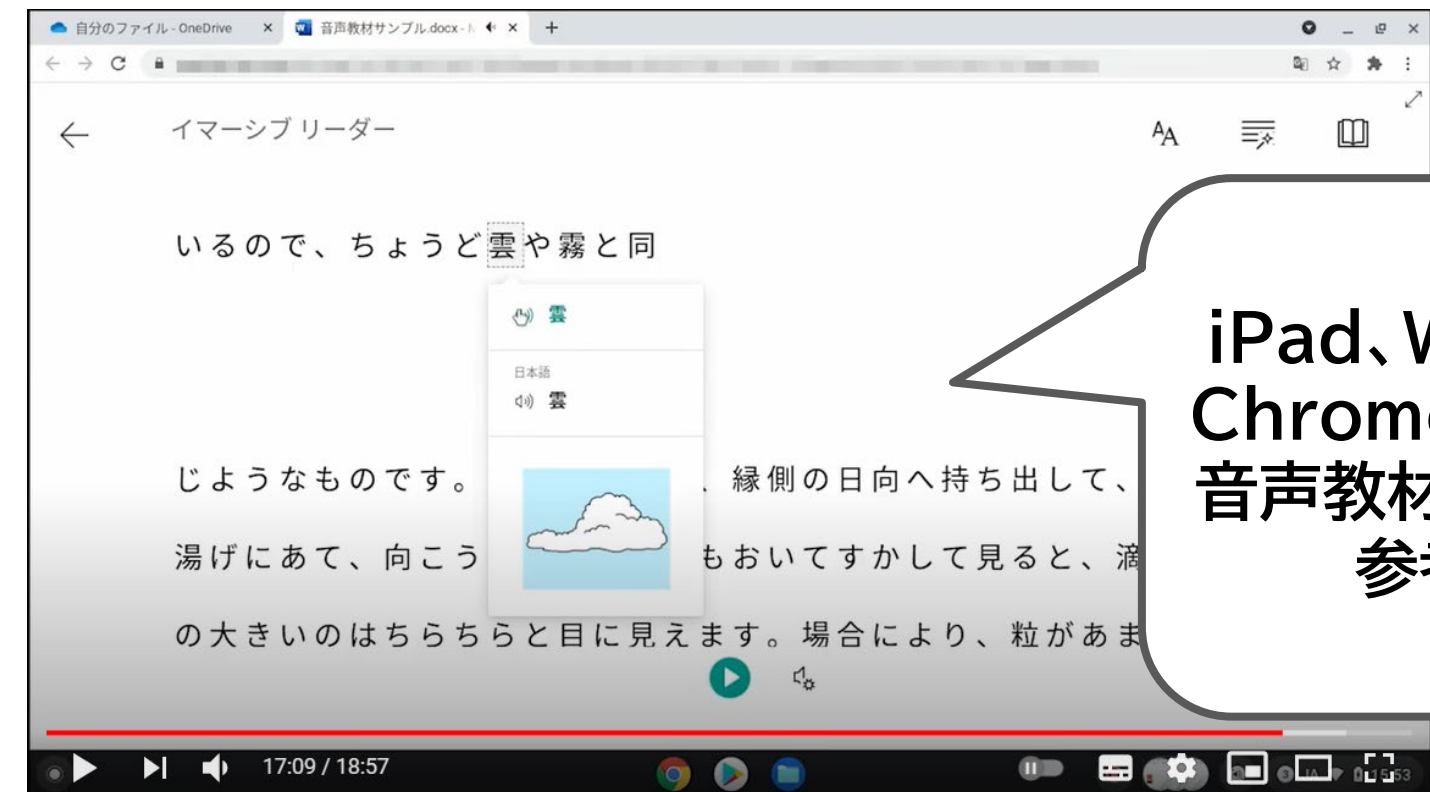 自分のファイル - OneDrive
音声教材サンプル.docx -
イマーシブ リーダー
AA
いるので、ちょうど雲や霧と同
雲
日本語
雲
じようなものです。
、縁側の日向へ持ち出して、
湯げにあて、向こう
もおいてすかして見ると、滴
の大きいのはちらちらと目に見えます。場合により、粒があま
iPad、W
Chrom
音声教材
参
17:09 / 18:57
15:53